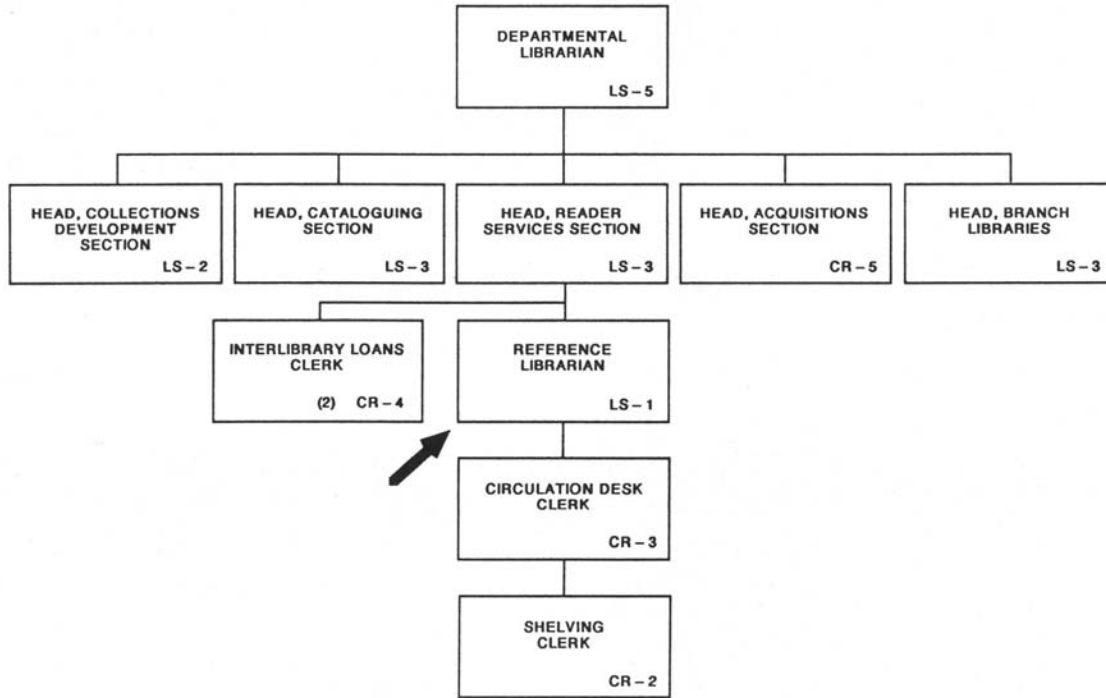 DEPARTMENTAL
LIBRARIAN
LS – 5
HEAD, COLLECTIONS
DEVELOPMENT
SECTION
LS – 2
HEAD, CATALOGUING
SECTION
LS – 3
HEAD, READER
SERVICES SECTION
LS – 3
HEAD, ACQUISITIONS
SECTION
CR – 5
HEAD, BRANCH
LIBRARIES
LS – 3
INTERLIBRARY LOANS
CLERK
(2) CR – 4
REFERENCE
LIBRARIAN
LS – 1
CIRCULATION DESK
CLERK
CR – 3
SHELVING
CLERK
CR – 2